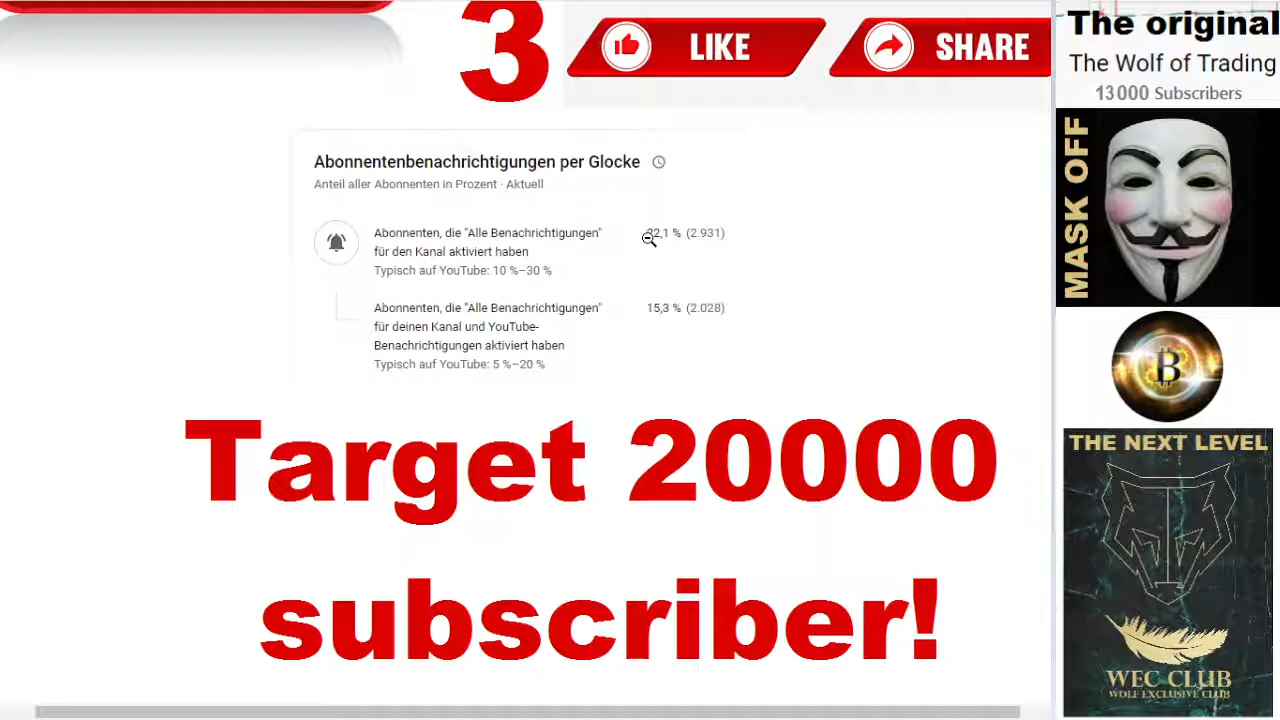 3
LIKE
SHARE
Abonnentenbenachrichtigungen per Glocke
Anteil aller Abonnenten in Prozent · Aktuell
Abonnenten, die "Alle Benachrichtigungen"
für den Kanal aktiviert haben
Typisch auf YouTube: 10 %–30 %
22,1 % (2.931)
Abonnenten, die "Alle Benachrichtigungen"
für deinen Kanal und YouTube-
Benachrichtigungen aktiviert haben
Typisch auf YouTube: 5 %–20 %
15,3 % (2.028)
Target 20000
subscriber!
The original
The Wolf of Trading
13000 Subscribers
MASK OFF
B
THE NEXT LEVEL
WEC CLUB
WOLF EXCLUSIVE CLUB